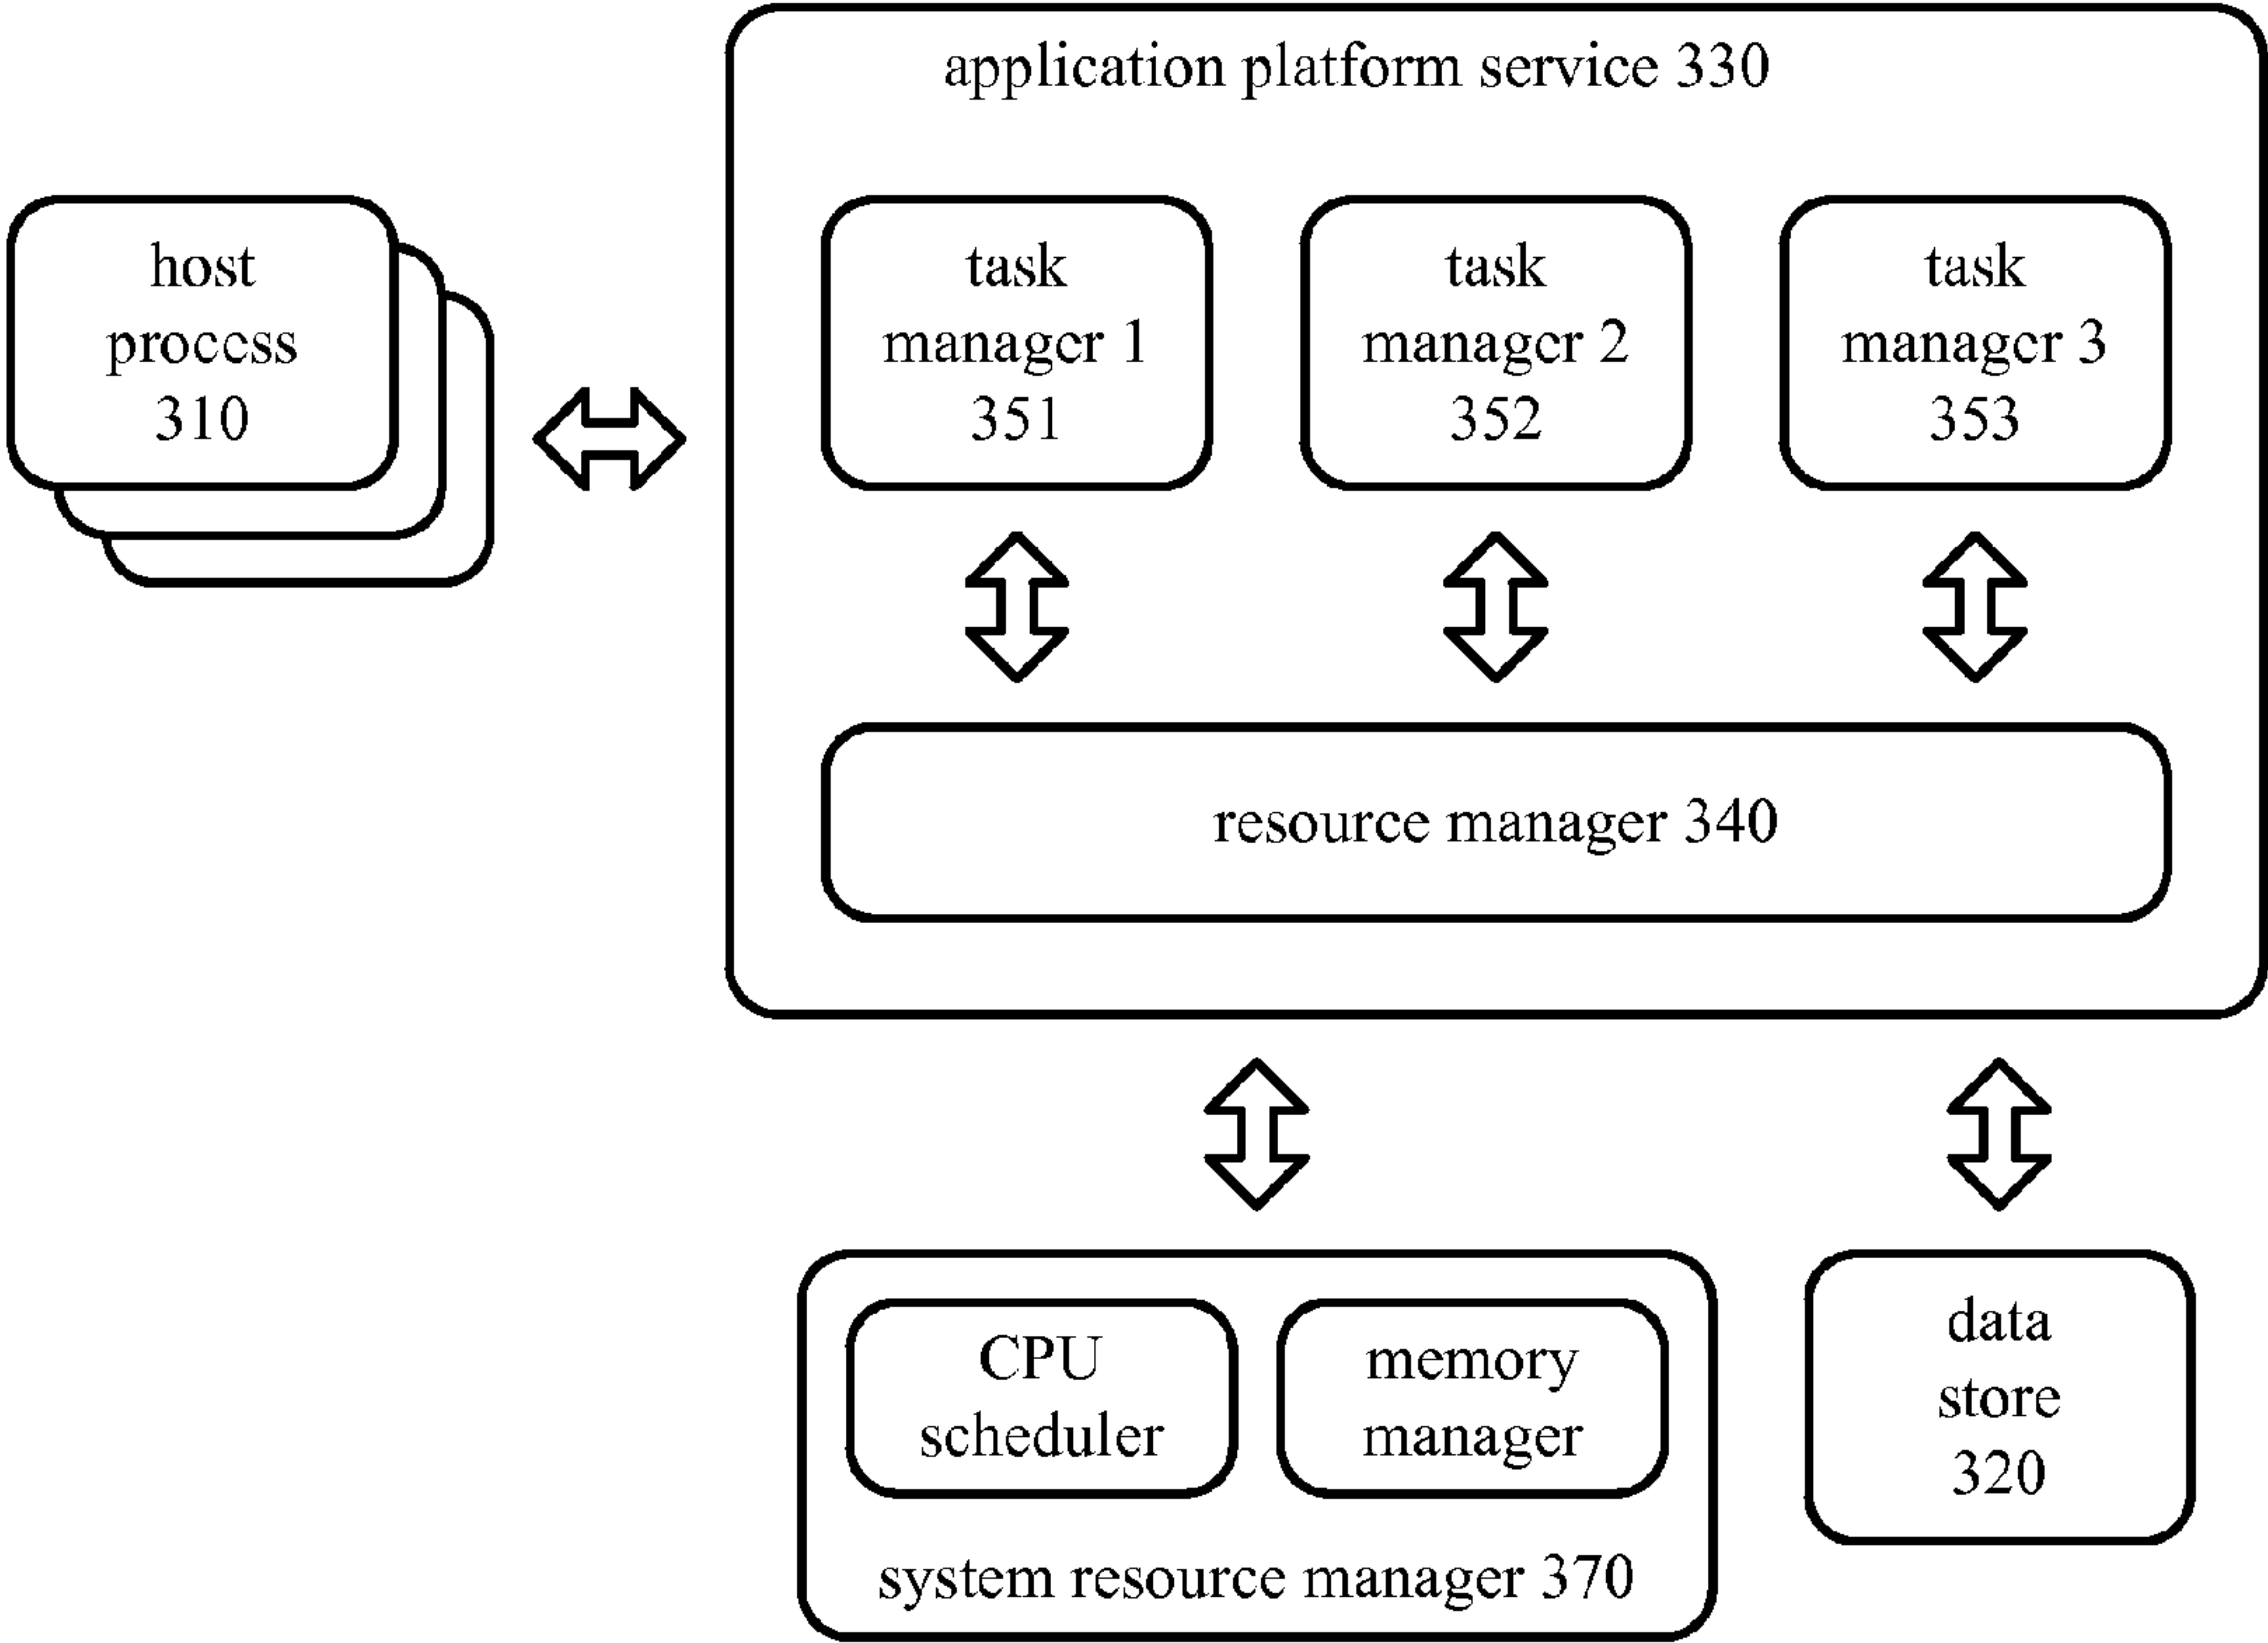 application platform service 330
host
process
310
task
manager 1
351
task
manager 2
352
task
manager 3
353
resource manager 340
CPU
scheduler
memory
manager
system resource manager 370
data
store
320